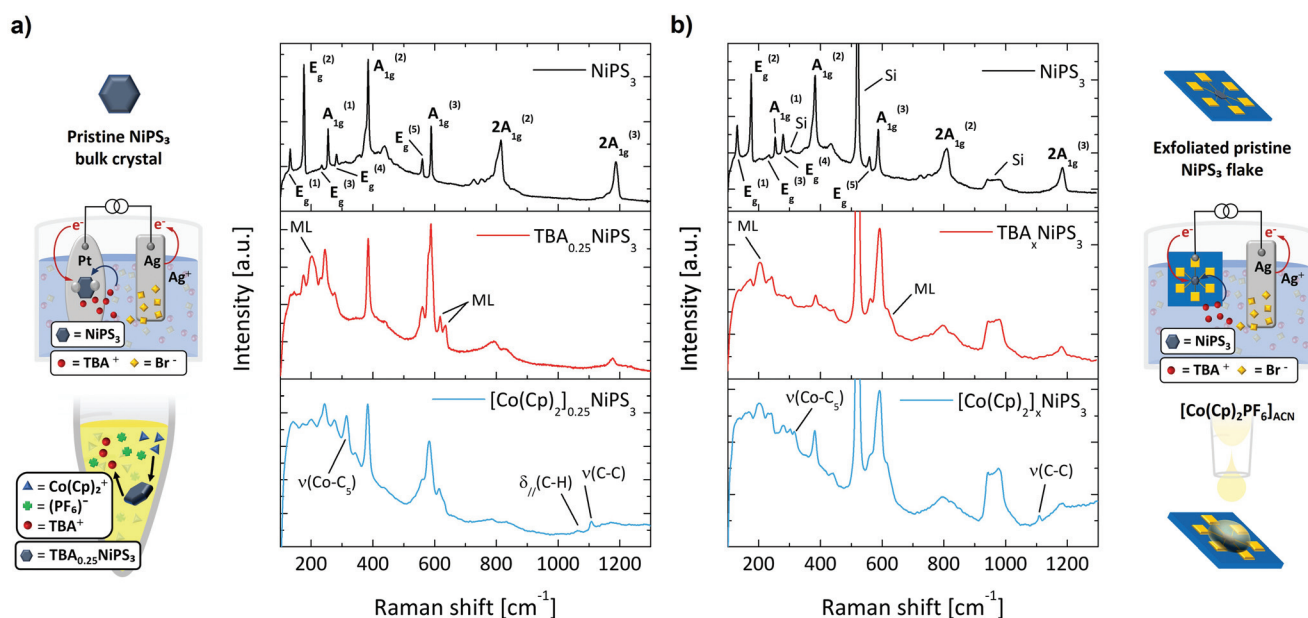 a)
Pristine NiPS3
bulk crystal
e-
e-
Pt
Ag
Ag+
= NiPS3
= TBA+ = Br-
= Co(Cp)2+
= (PF6)-
= TBA+
= TBA0.25NiPS3
Intensity [a.u.]
Eg(2)
A1g(2)
NiPS3
A1g(1)
A1g(3)
Eg(5)
2A1g(2)
2A1g(3)
Eg(4)
Eg(1)
Eg(3)
TBA0.25NiPS3
ML
ML
[Co(Cp)2]0.25NiPS3
ν(Co-C5)
δ//(C-H)
ν(C-C)
200 400 600 800 1000 1200
Raman shift [cm-1]
b)
Intensity [a.u.]
Eg(2)
A1g(2)
Si
NiPS3
A1g(1)
Si
A1g(3)
2A1g(2)
Si
2A1g(3)
Eg(4)
Eg(1)
Eg(3)
Eg(5)
TBAxNiPS3
ML
ML
[Co(Cp)2]xNiPS3
ν(Co-C5)
ν(C-C)
200 400 600 800 1000 1200
Raman shift [cm-1]
Exfoliated pristine
NiPS3 flake
e-
e-
Ag
Ag+
= NiPS3
= TBA+ = Br-
[Co(Cp)2PF6]ACN